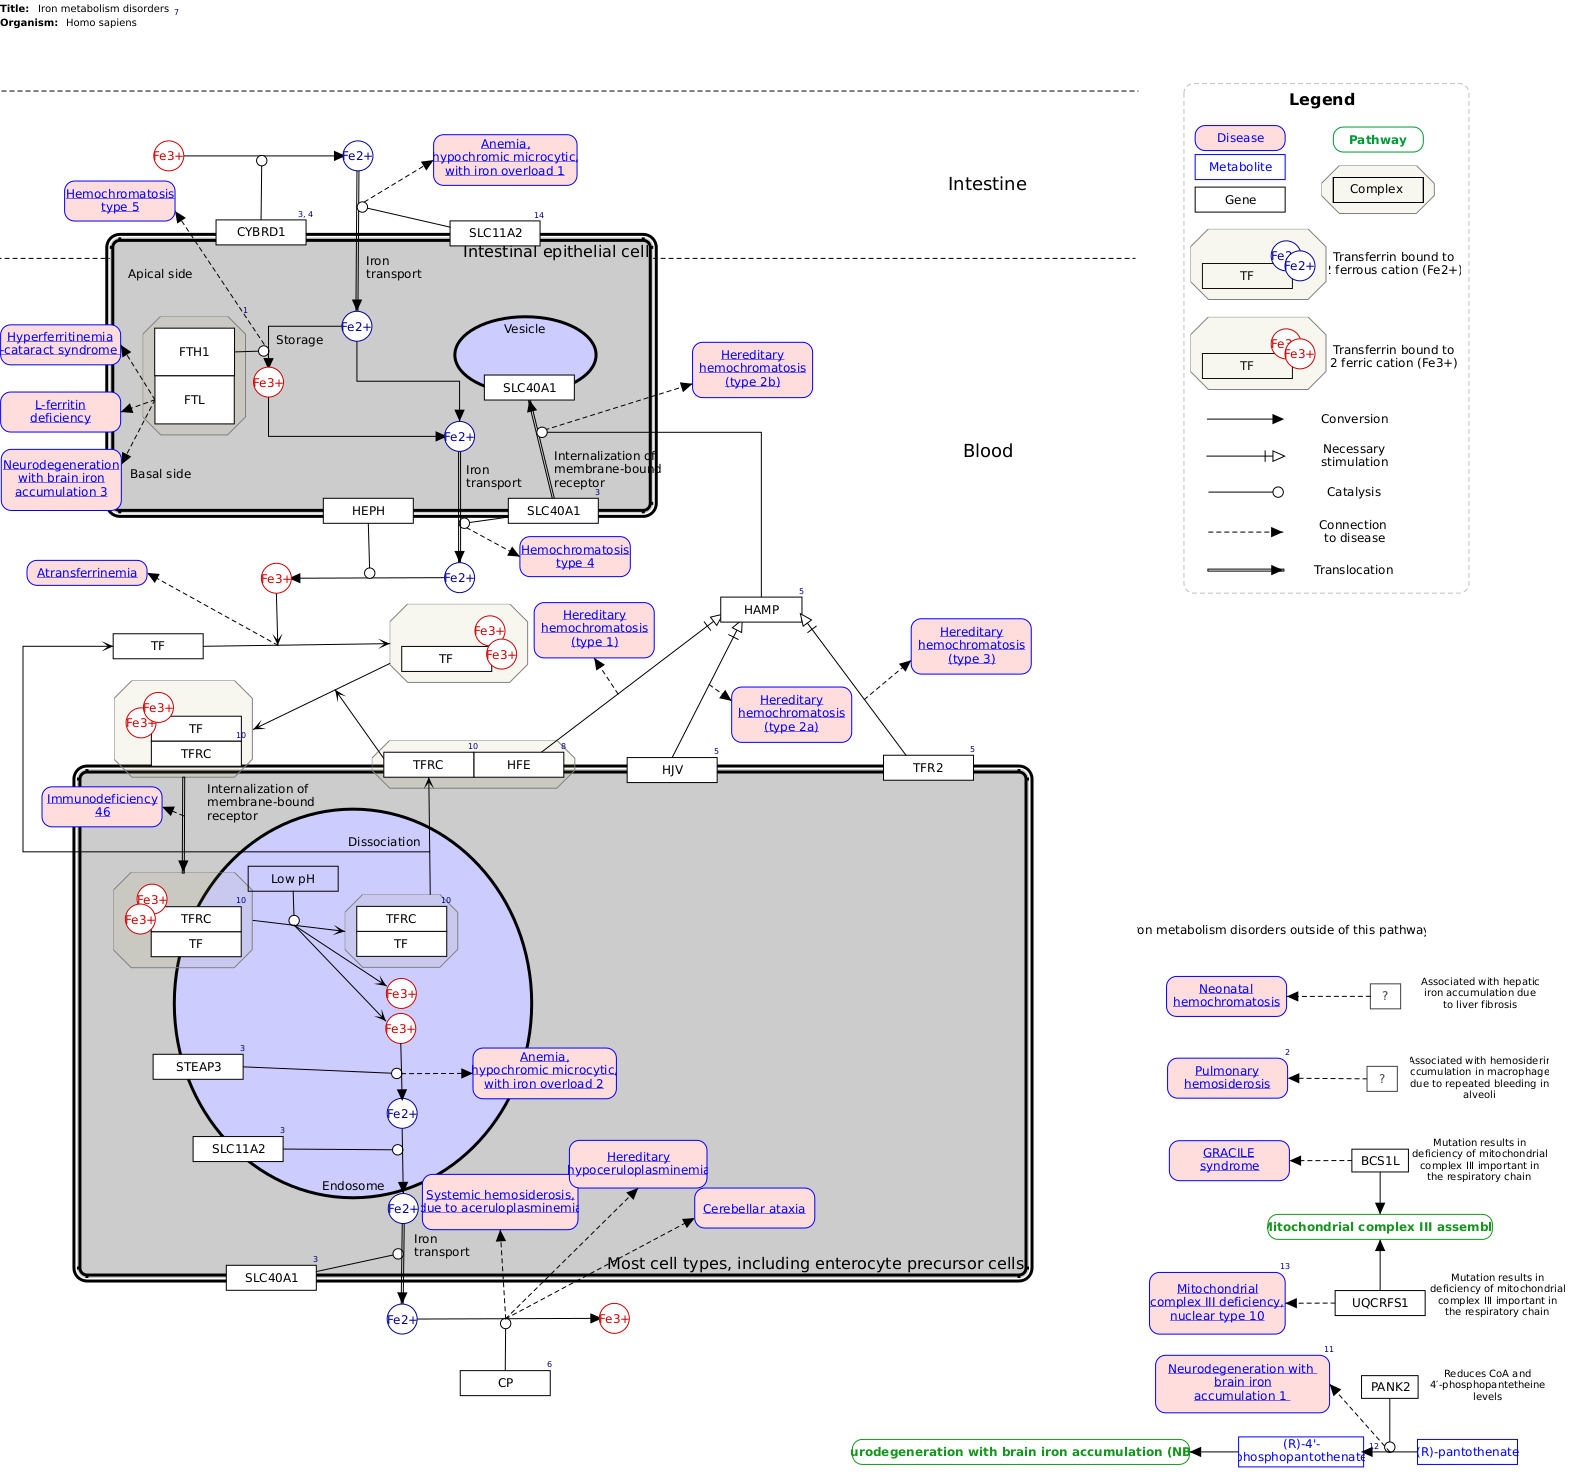 Title: Iron metabolism disorders 7
Organism: Homo sapiens
Legend
Disease
Pathway
Metabolite
Gene
Complex
Fe2+
Fe2+
TF
Transferrin bound to
2 ferrous cation (Fe2+)
Fe3+
Fe3+
TF
Transferrin bound to
2 ferric cation (Fe3+)
Conversion
Necessary
stimulation
Catalysis
Connection
to disease
Translocation
Intestine
Blood
Fe3+
Fe2+
Anemia,
hypochromic microcytic,
with iron overload 1
Hemochromatosis
type 5
3, 4
CYBRD1
14
SLC11A2
Intestinal epithelial cell
Apical side
Iron
transport
1
Fe2+
Storage
Vesicle
Hyperferritinemia
-cataract syndrome
FTH1
FTL
Fe3+
SLC40A1
Hereditary
hemochromatosis
(type 2b)
L-ferritin
deficiency
Fe2+
Neurodegeneration
with brain iron
accumulation 3
Basal side
Iron
transport
Internalization of
membrane-bound
receptor
3
HEPH
SLC40A1
Hemochromatosis
type 4
Atransferrinemia
Fe3+
Fe2+
5
HAMP
Hereditary
hemochromatosis
(type 1)
Hereditary
hemochromatosis
(type 3)
TF
Fe3+
Fe3+
TF
Hereditary
hemochromatosis
(type 2a)
Fe3+
Fe3+
TF
10
TFRC
10
8
TFRC
HFE
5
HJV
5
TFR2
Immunodeficiency
46
Internalization of
membrane-bound
receptor
Dissociation
Low pH
Fe3+
Fe3+
10
TFRC
TF
10
TFRC
TF
Fe3+
Fe3+
3
STEAP3
Anemia,
hypochromic microcytic,
with iron overload 2
Fe2+
3
SLC11A2
Endosome
Fe2+
Hereditary
hypoceruloplasminemia
Systemic hemosiderosis,
due to aceruloplasminemia
Cerebellar ataxia
Iron
transport
3
SLC40A1
Most cell types, including enterocyte precursor cells
Fe2+
Fe3+
6
CP
on metabolism disorders outside of this pathway
Neonatal
hemochromatosis
?
Associated with hepatic
iron accumulation due
to liver fibrosis
2
Pulmonary
hemosiderosis
?
Associated with hemosiderin
ccumulation in macrophage
due to repeated bleeding in
alveoli
GRACILE
syndrome
BCS1L
Mutation results in
deficiency of mitochondrial
complex III important in
the respiratory chain
itochondrial complex III assembl
13
Mitochondrial
complex III deficiency,
nuclear type 10
UQCRFS1
Mutation results in
deficiency of mitochondrial
complex III important in
the respiratory chain
11
Neurodegeneration with
brain iron
accumulation 1
PANK2
Reduces CoA and
4'-phosphopantetheine
levels
urodegeneration with brain iron accumulation (NB
(R)-4'-
phosphopantothenate
12
(R)-pantothenate